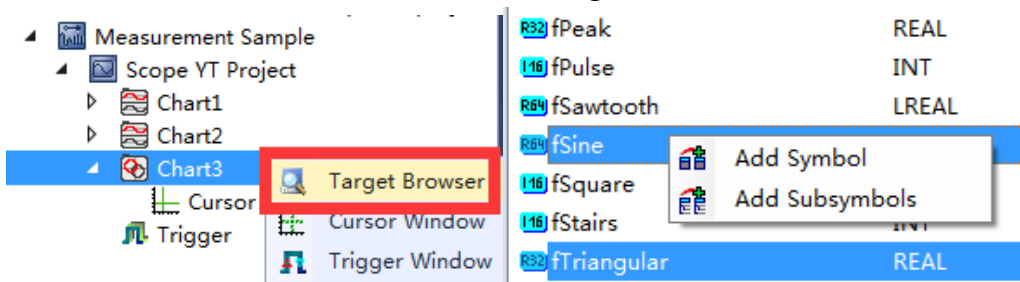 Measurement Sample
Scope YT Project
Chart1
Chart2
Chart3
Cursor
Trigger
Target Browser
Cursor Window
Trigger Window
R32 fPeak REAL
I16 fPulse INT
R64 fSawtooth LREAL
R64 fSine
I16 fSquare
I16 fStairs INT
R32 fTriangular REAL
Add Symbol
Add Subsymbols